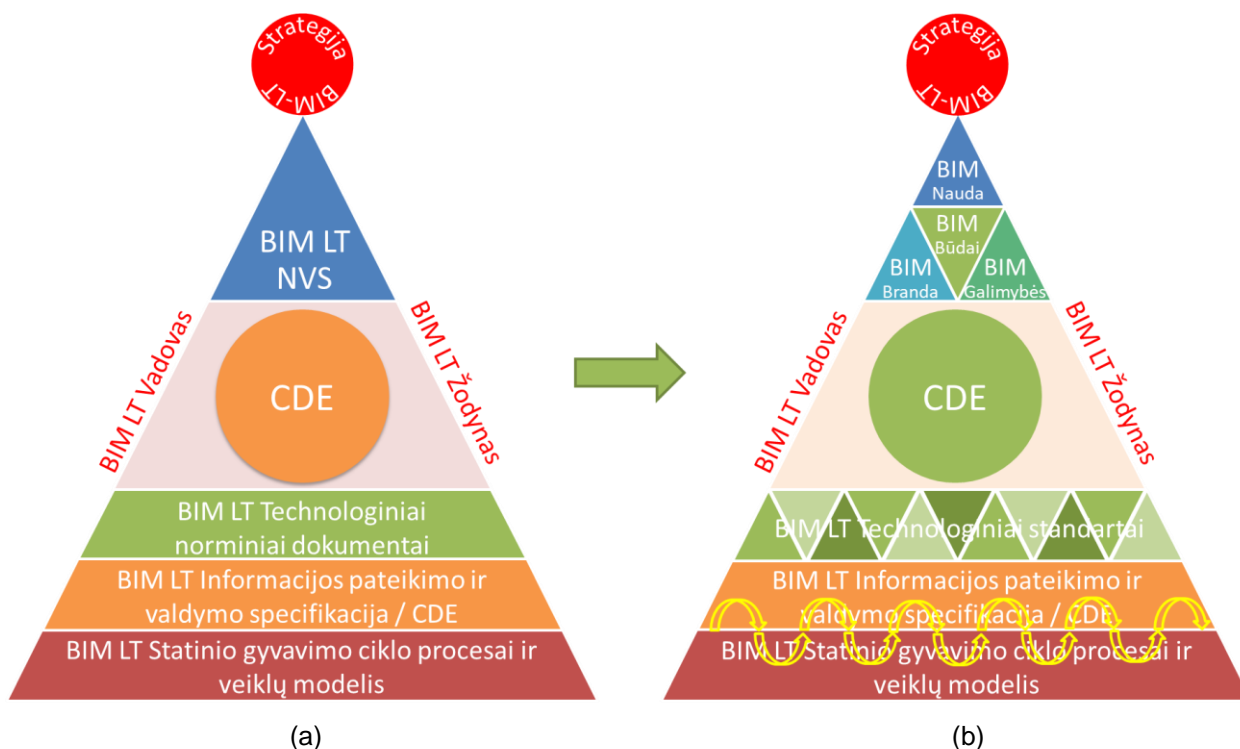 Strategija
BIM-LT
BIM LT
NVS
BIM LT Vadovas
BIM LT Žodynas
CDE
BIM LT Technologiniai
norminiai dokumentai
BIM LT Informacijos pateikimo ir
valdymo specifikacija / CDE
BIM LT Statinio gyvavimo ciklo procesai ir
veiklų modelis
(a)
Strategija
BIM-LT
BIM
Nauda
BIM
Būdai
BIM
Branda
BIM
Galimybės
BIM LT Vadovas
BIM LT Žodynas
CDE
BIM LT Technologiniai standartai
BIM LT Informacijos pateikimo ir
valdymo specifikacija / CDE
BIM LT Statinio gyvavimo ciklo procesai ir
veiklų modelis
(b)